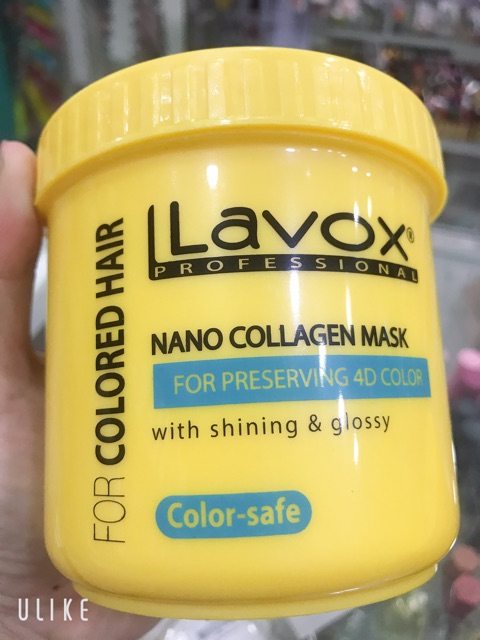 Lavox®
PROFESSIONAL
NANO COLLAGEN MASK
FOR PRESERVING 4D COLOR
with shining & glossy
Color-safe
FOR COLORED HAIR
ULIKE